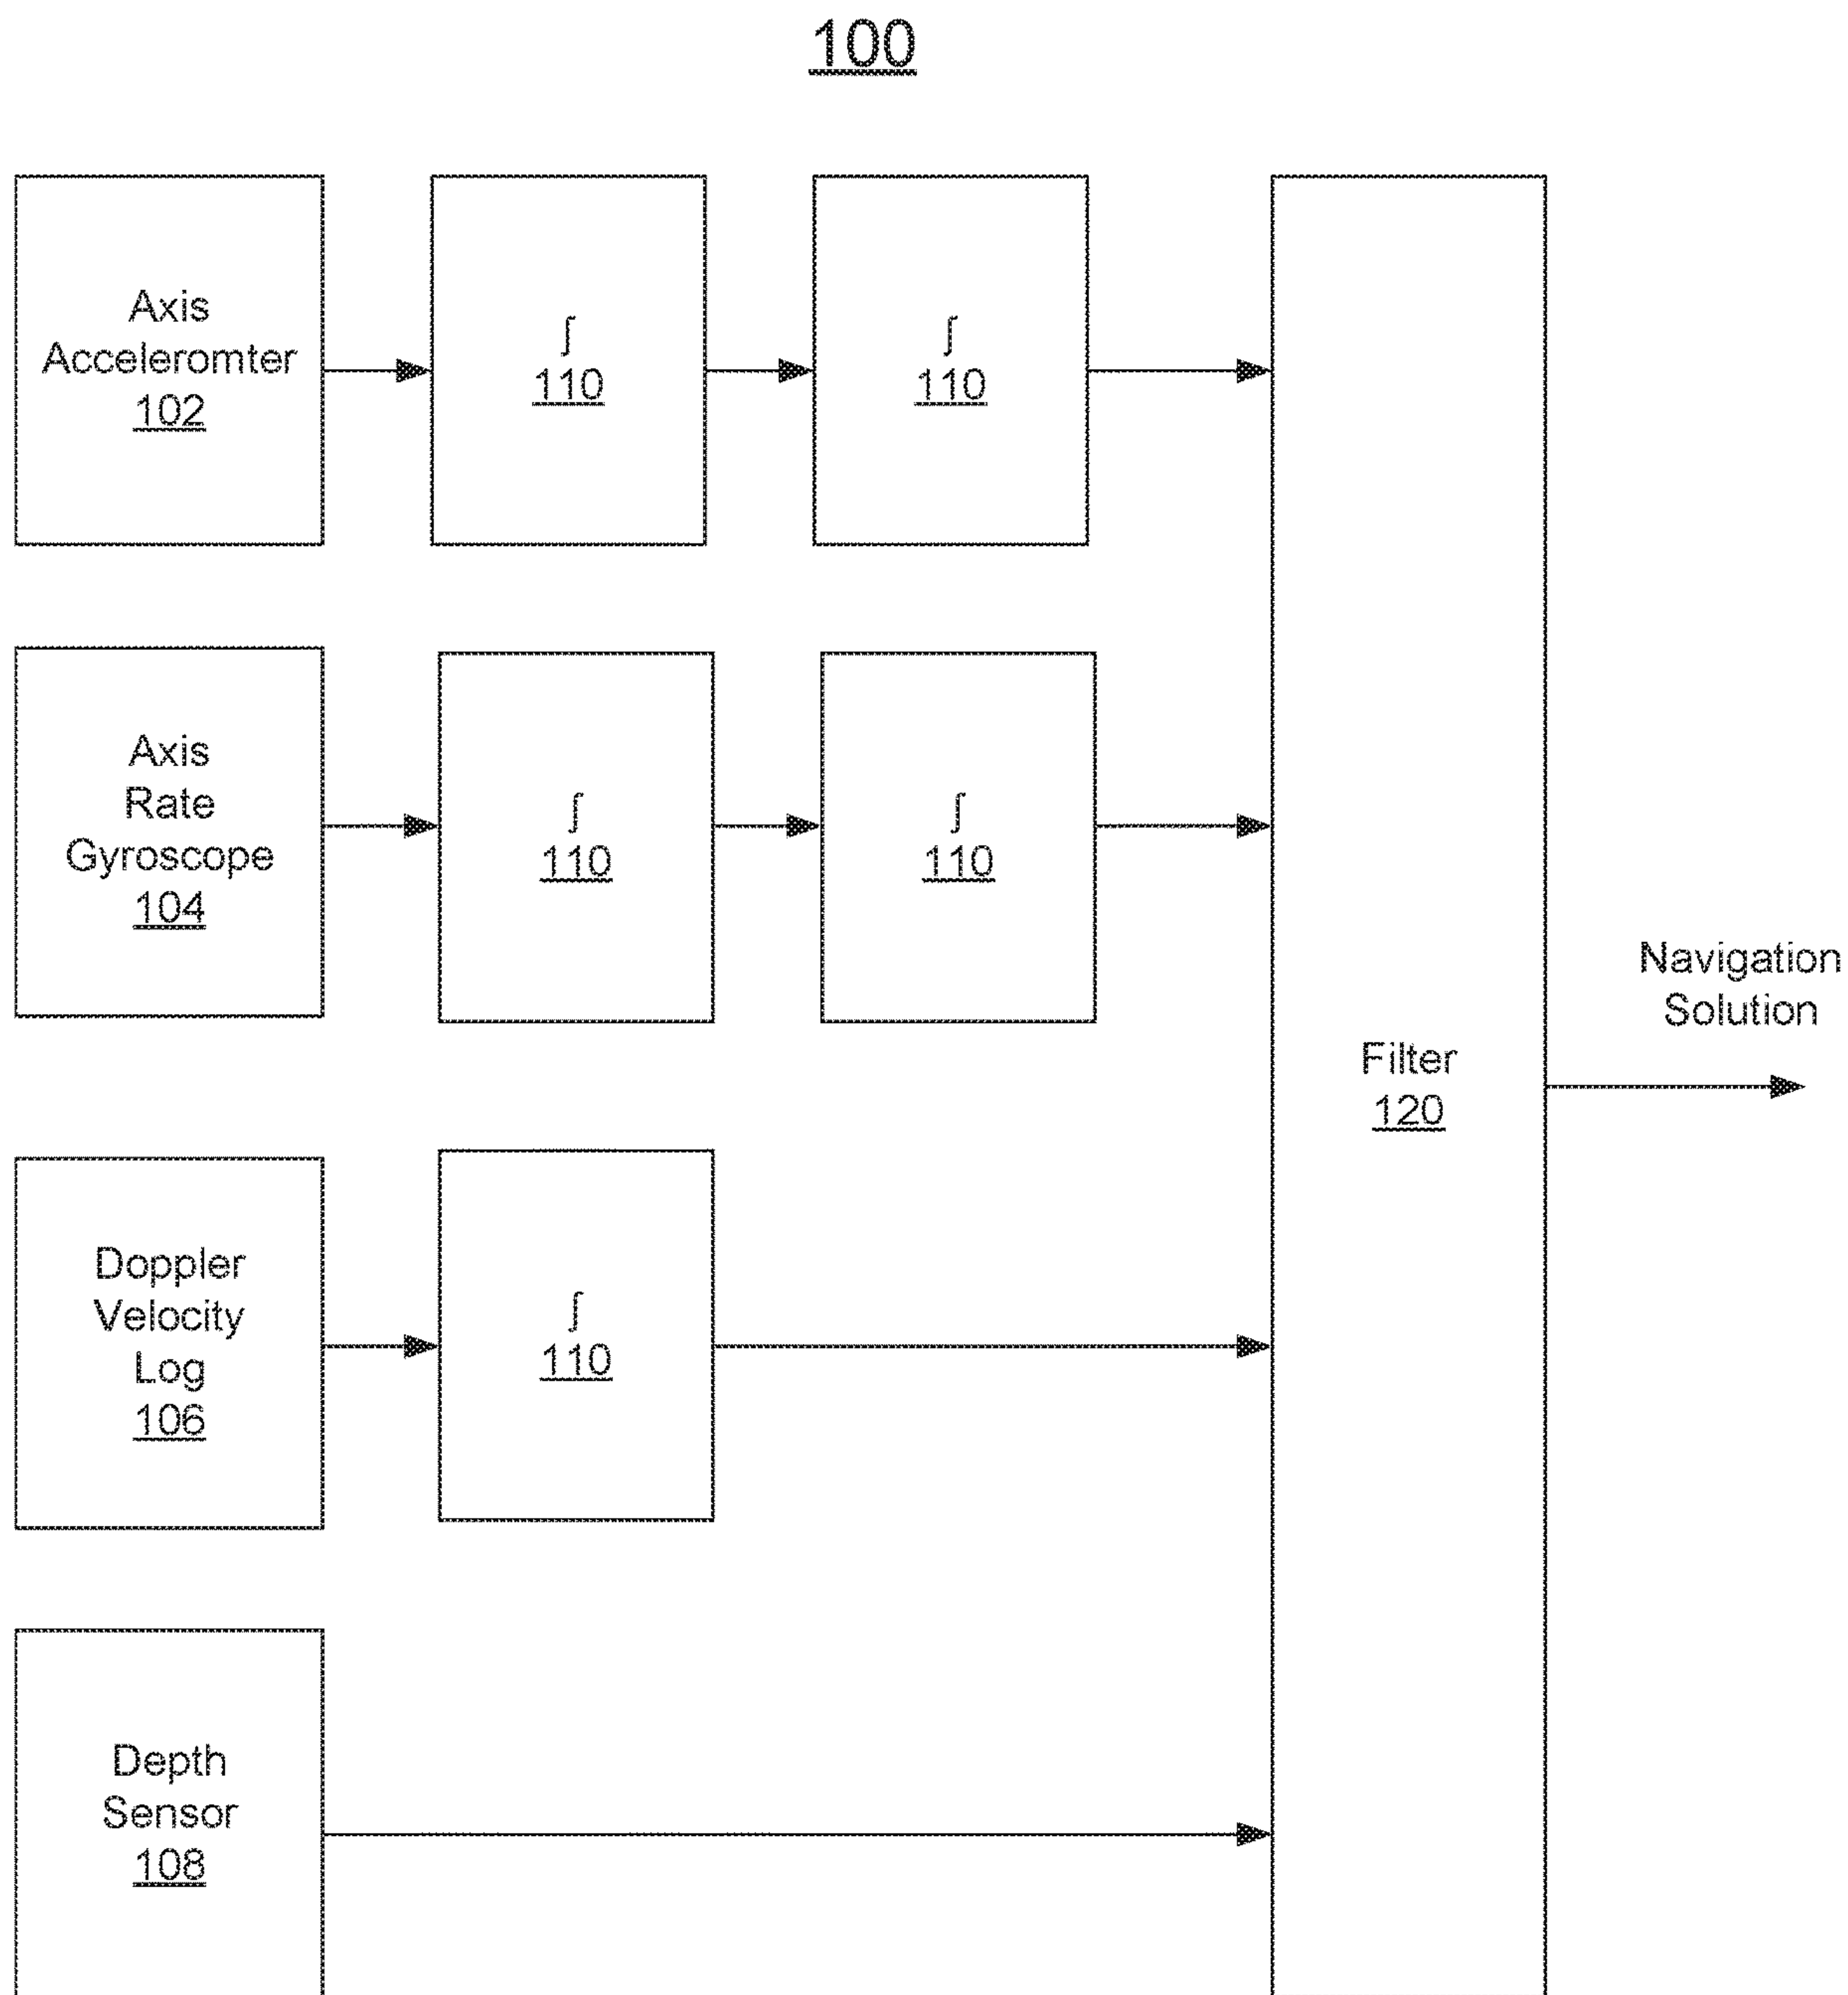 100
Axis
Acceleromter
102
∫
110
∫
110
Axis
Rate
Gyroscope
104
∫
110
∫
110
Doppler
Velocity
Log
106
∫
110
Depth
Sensor
108
Filter
120
Navigation
Solution